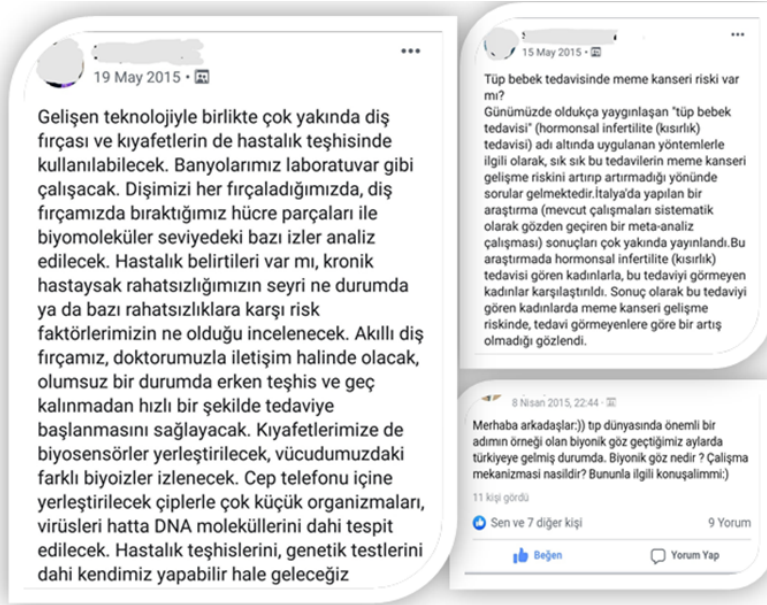 19 May 2015 •
Gelişen teknolojiyle birlikte çok yakında diş
fırçası ve kıyafetlerin de hastalık teşhisinde
kullanılabilecek. Banyolarımız laboratuvar gibi
çalışacak. Dişimizi her fırçaladığımızda, diş
fırçamızda bıraktığımız hücre parçaları ile
biyomoleküler seviyedeki bazı izler analiz
edilecek. Hastalık belirtileri var mı, kronik
hastaysak rahatsızlığımızın seyri ne durumda
ya da bazı rahatsızlıklara karşı risk
faktörlerimizin ne olduğu incelenecek. Akıllı diş
fırçamız, doktorumuzla iletişim halinde olacak,
olumsuz bir durumda erken teşhis ve geç
kalınmadan hızlı bir şekilde tedaviye
başlanmasını sağlayacak. Kıyafetlerimize de
biyosensörler yerleştirilecek, vücudumuzdaki
farklı biyoizler izlenecek. Cep telefonu içine
yerleştirilecek çiplerle çok küçük organizmaları,
virüsleri hatta DNA moleküllerini dahi tespit
edilecek. Hastalık teşhislerini, genetik testlerini
dahi kendimiz yapabilir hale geleceğiz
15 May 2015 •
Tüp bebek tedavisinde meme kanseri riski var
mı?
Günümüzde oldukça yaygınlaşan "tüp bebek
tedavisi" (hormonsal infertilite (kısırlık)
tedavisi) adı altında uygulanan yöntemlerle
ilgili olarak, sık sık bu tedavilerin meme kanseri
gelişme riskini artırıp artırmadığı yönünde
sorular gelmektedir.İtalya'da yapılan bir
araştırma (mevcut çalışmaları sistematik
olarak gözden geçiren bir meta-analiz
çalışması) sonuçları çok yakında yayınlandı.Bu
araştırmada hormonsal infertilite (kısırlık)
tedavisi gören kadınlarla, bu tedaviyi görmeyen
kadınlar karşılaştırıldı. Sonuç olarak bu tedaviyi
gören kadınlarda meme kanseri gelişme
riskinde, tedavi görmeyenlere göre bir artış
olmadığı gözlendi.
8 Nisan 2015, 22:44 ·
Merhaba arkadaşlar:)) tıp dünyasında önemli bir
adımın örneği olan biyonik göz geçtiğimiz aylarda
türkiyeye gelmiş durumda. Biyonik göz nedir ? Çalişma
mekanizmasi nasildir? Bununla ilgili konuşalimmi:)
11 kişi gördü
Sen ve 7 diğer kişi 9 Yorum
Beğen Yorum Yap